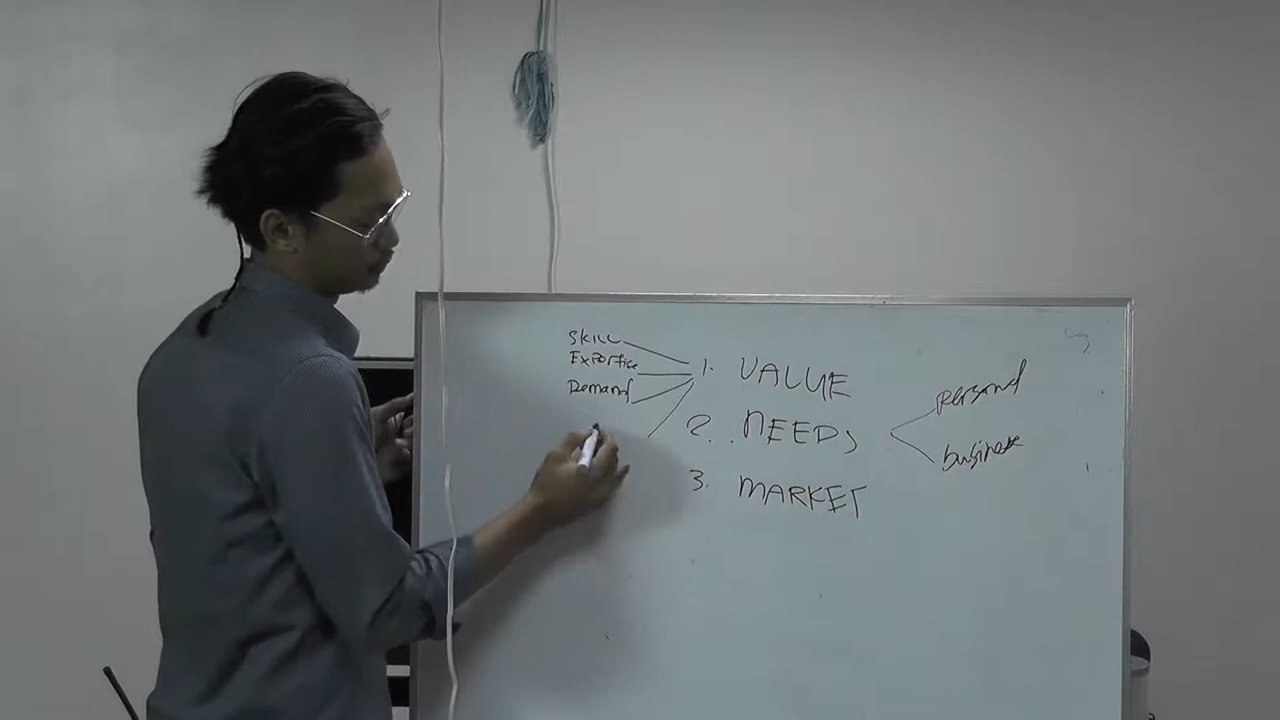 Skill
Expertise
Demand
1. VALUE
2. NEEDS
3. MARKET
personal
business